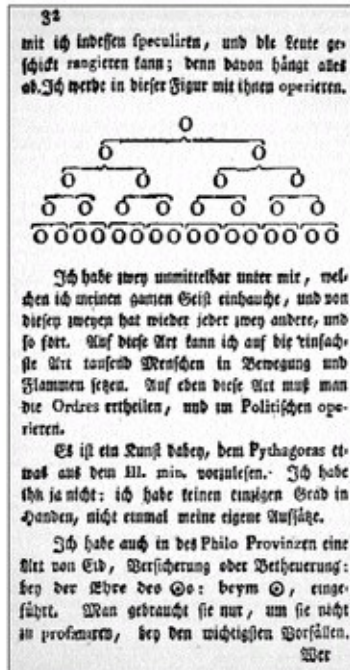 32
mit ich indessen speculiren, und die Leute ge-
schickt rangieren kann; denn davon hängt alles
ab. Ich werde in dieser Figur mit ihnen operieren.
O
O O
O O O O
O O O O O O O O
O O O O O O O O O O O O O O O O
Ich habe zwey unmittelbar unter mir, wel-
chen ich meinen ganzen Geist einhauche, und von
diesen zweyen hat wieder jeder zwey andere, und
so fort. Auf diese Art kann ich auf die einfach-
ste Art tausend Menschen in Bewegung und
Flammen setzen. Auf eben diese Art muß man
die Ordres ertheilen, und im Politischen ope-
rieren.
Es ist ein Kunst dabey, dem Pythagoras et-
was aus dem Ill. min. vorzulesen. Ich habe
ihn ja nicht: ich habe keinen einzigen Grad in
Handen, nicht einmal meine eigene Aufsätze.
Ich habe auch in des Philo Provinzen eine
Art von Eid, Versicherung oder Betheuerung:
bey der Ehre des ☉s: beym ☉, einge-
führt. Man gebraucht sie nur, um sie nicht
zu profaniren, bey den wichtigsten Vorfällen.
Wer